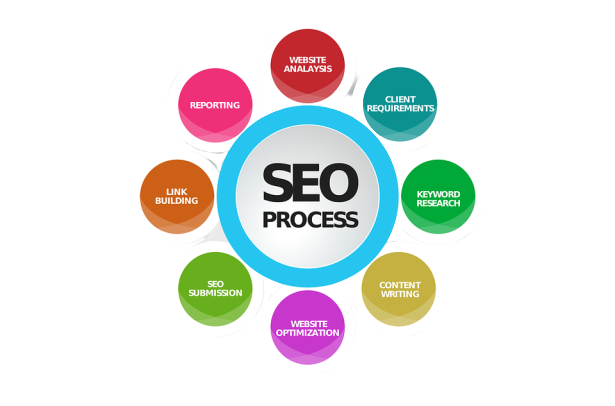 WEBSITE
ANALAYSIS
CLIENT
REQUIREMENTS
KEYWORD
RESEARCH
CONTENT
WRITING
WEBSITE
OPTIMIZATION
SEO
SUBMISSION
LINK
BUILDING
REPORTING
SEO
PROCESS